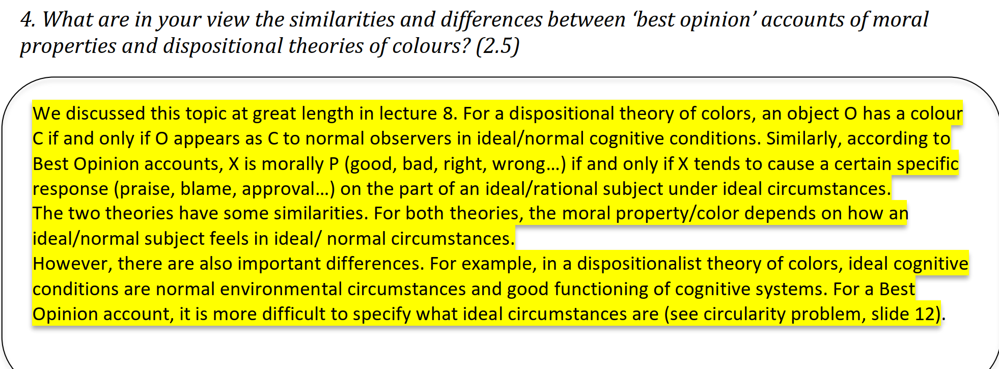 4. What are in your view the similarities and differences between ‘best opinion’ accounts of moral
properties and dispositional theories of colours? (2.5)
We discussed this topic at great length in lecture 8. For a dispositional theory of colors, an object O has a colour
C if and only if O appears as C to normal observers in ideal/normal cognitive conditions. Similarly, according to
Best Opinion accounts, X is morally P (good, bad, right, wrong...) if and only if X tends to cause a certain specific
response (praise, blame, approval...) on the part of an ideal/rational subject under ideal circumstances.
The two theories have some similarities. For both theories, the moral property/color depends on how an
ideal/normal subject feels in ideal/ normal circumstances.
However, there are also important differences. For example, in a dispositionalist theory of colors, ideal cognitive
conditions are normal environmental circumstances and good functioning of cognitive systems. For a Best
Opinion account, it is more difficult to specify what ideal circumstances are (see circularity problem, slide 12).